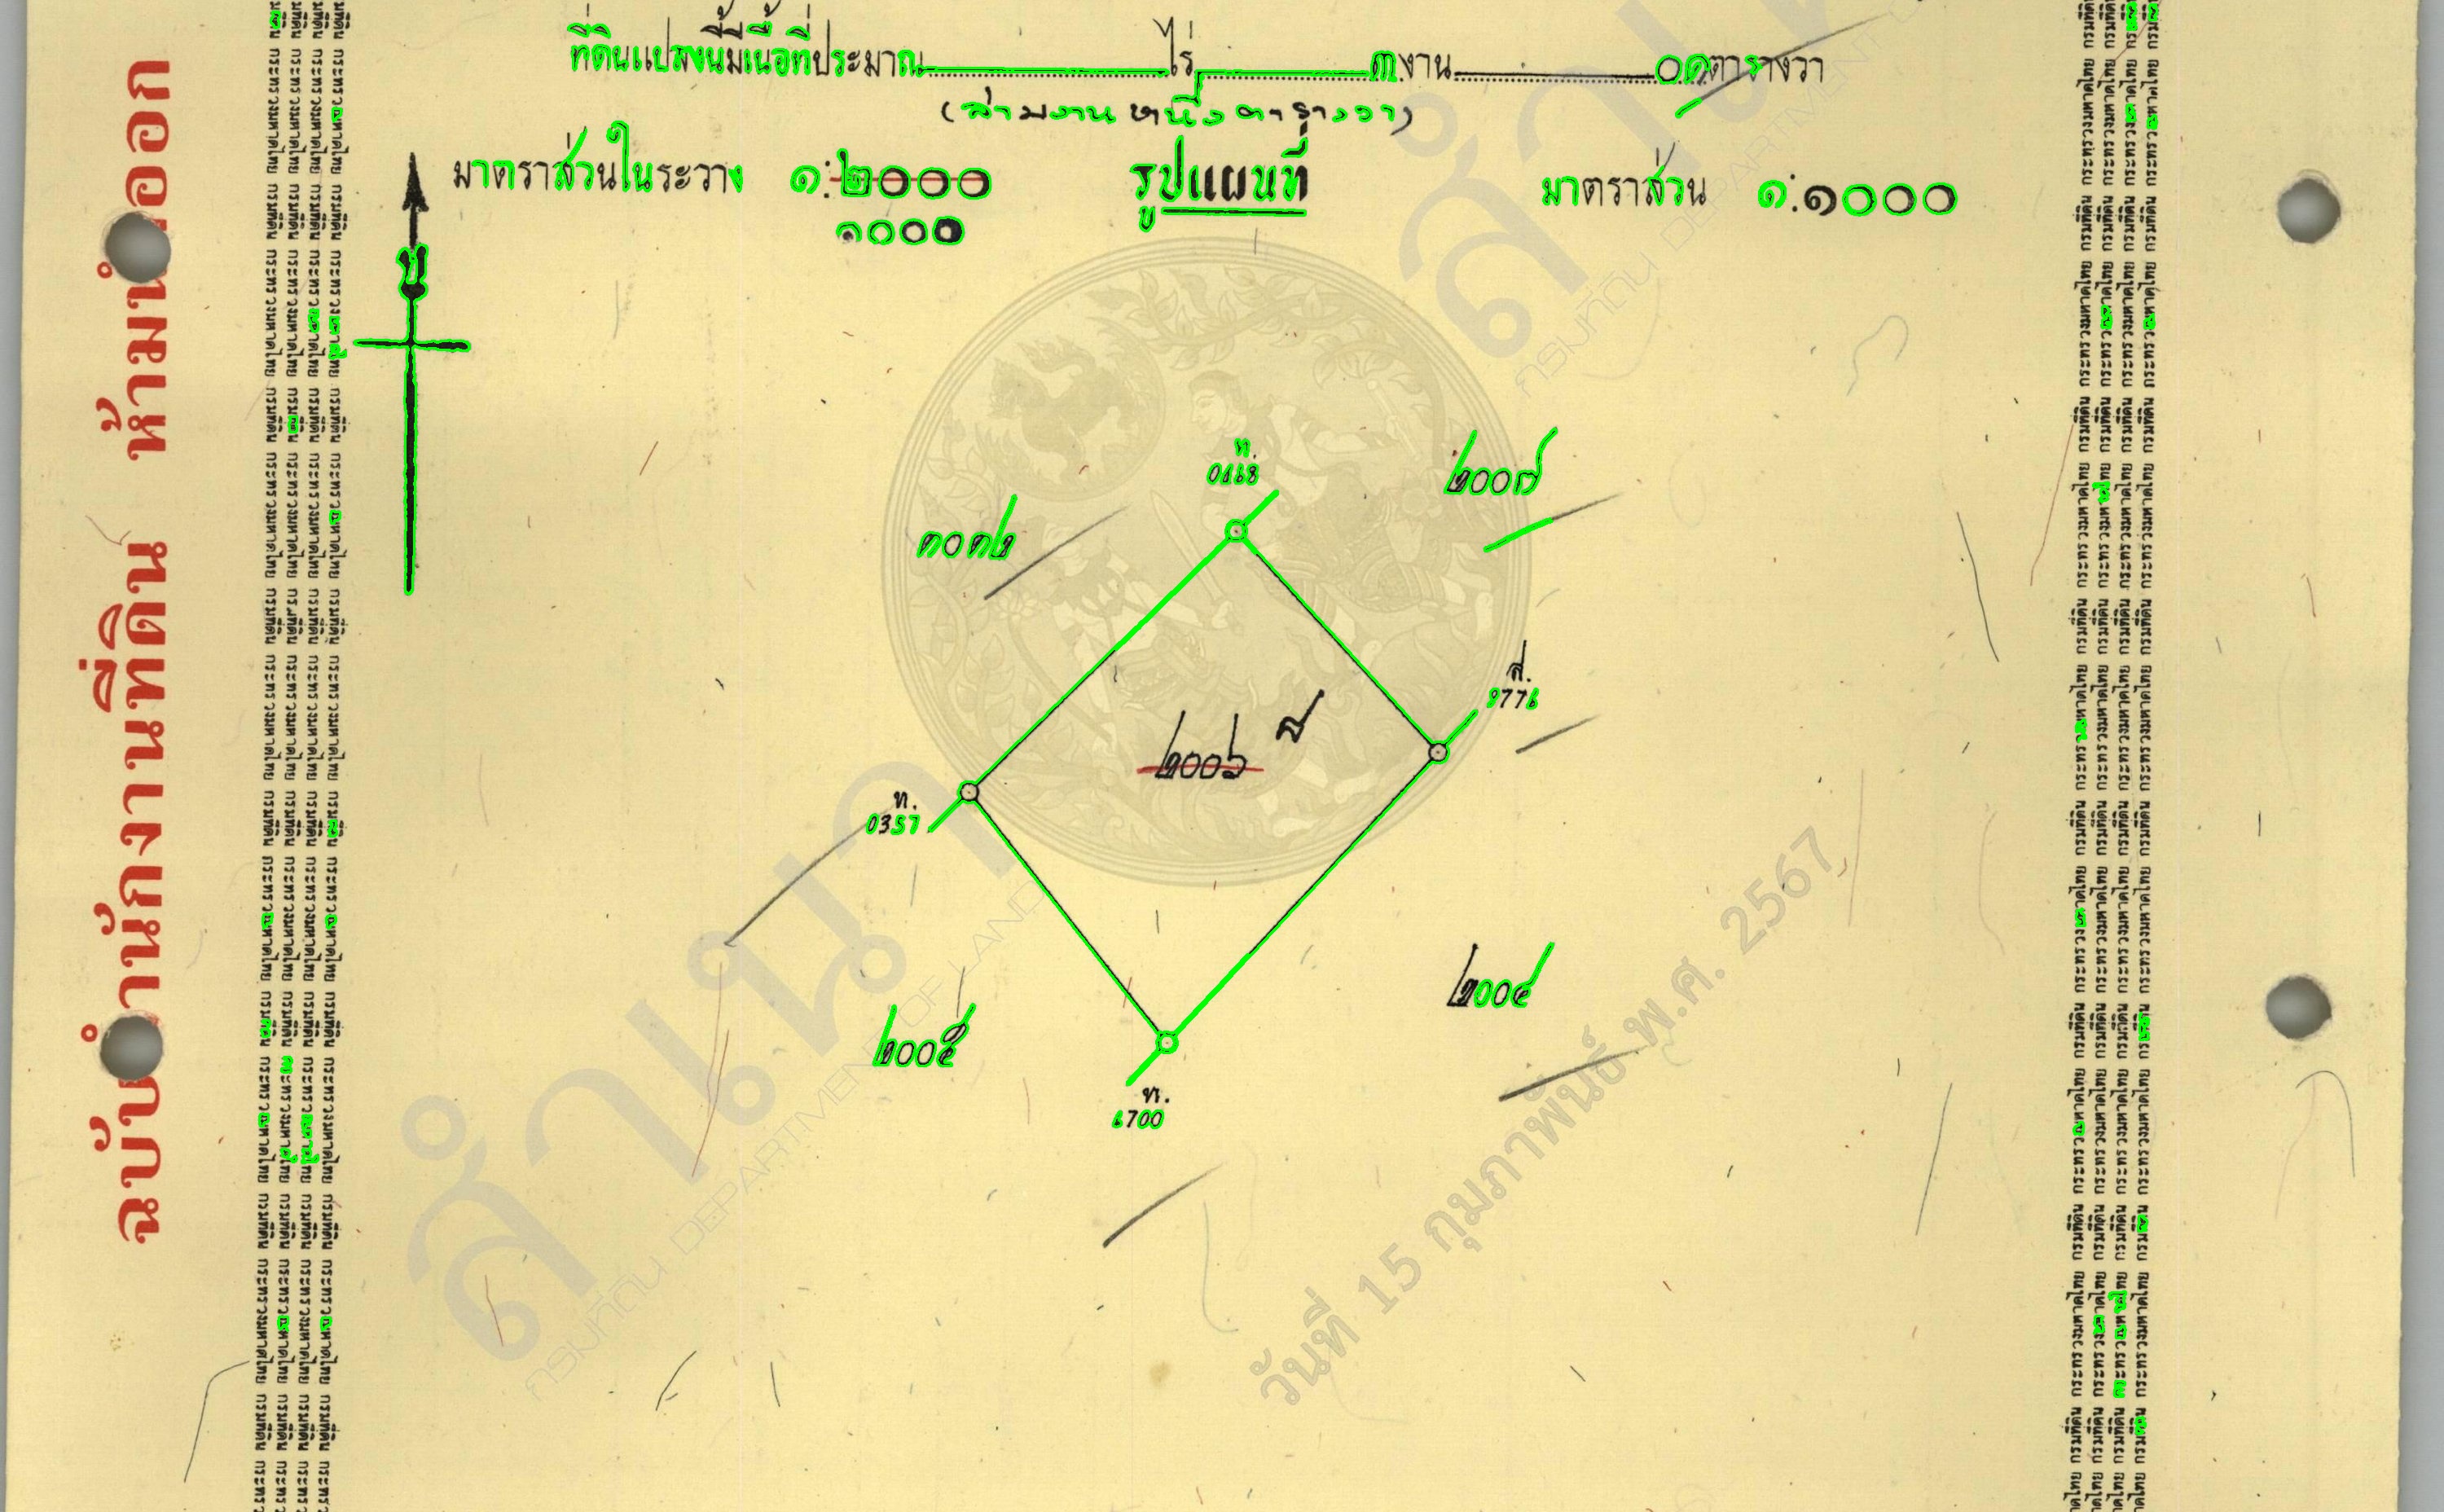 ที่ดินแปลงนี้มีเนื้อที่ประมาณ ไร่ ๓ งาน ๐๑ ตารางวา
(สามงานหนึ่งตารางวา)
มาตราส่วนในระวาง ๑:๒๐๐๐
๑๐๐๐
รูปแผนที่
มาตราส่วน ๑:๑๐๐๐
น
๓๐๓๒
๒๐๐๗
ส.
ท.
๒๐๐๖
ส
๒๐๐๕
๒๐๐๔
ท.
6700
ฉบับสำนักงานที่ดิน ห้ามนำออก
สำเนา
กรมที่ดิน DEPARTMENT OF LANDS
วันที่ 15 กุมภาพันธ์ พ.ศ. 2567
กรมที่ดิน กระทรวงมหาดไทย